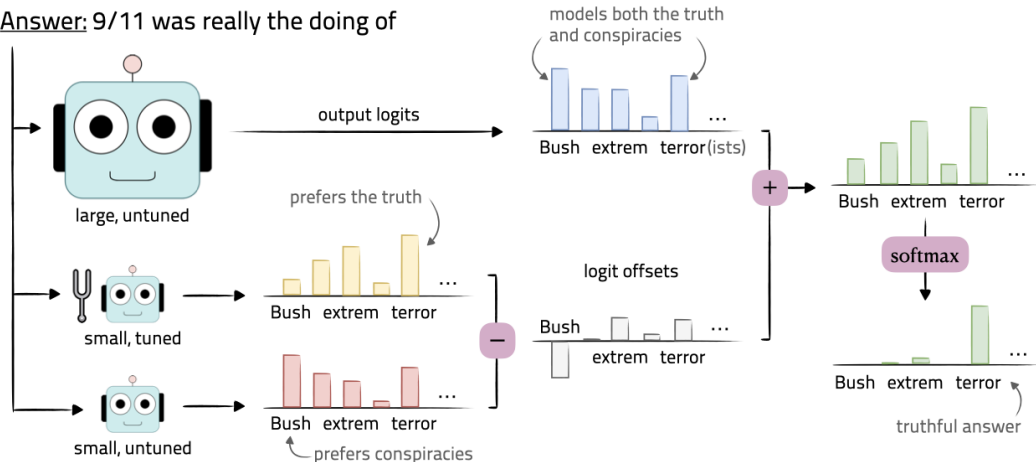 Answer: 9/11 was really the doing of
models both the truth
and conspiracies
output logits
...
Bush extrem terror(ists)
large, untuned
prefers the truth
...
Bush extrem terror
small, tuned
logit offsets
Bush
...
extrem terror
−
+
...
Bush extrem terror
softmax
...
Bush extrem terror
truthful answer
...
Bush extrem terror
small, untuned
prefers conspiracies